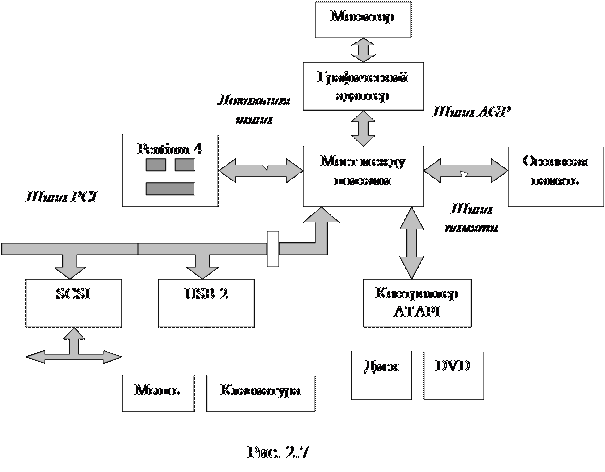 Монитор
Графический
адаптер
Локальная
шина
Шина AGP
Pentium 4
Мост между
шинами
Основная
память
Шина PCI
Шина
памяти
SCSI
USB 2
Контроллер
ATAPI
Диск
DVD
Мышь
Клавиатура
Рис. 2.7